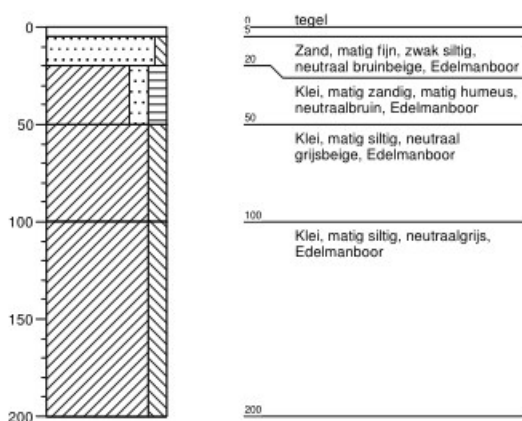 0
50
100
150
200
0 tegel
5
Zand, matig fijn, zwak siltig,
neutraal bruinbeige, Edelmanboor
20
Klei, matig zandig, matig humeus,
neutraalbruin, Edelmanboor
50
Klei, matig siltig, neutraal
grijsbeige, Edelmanboor
100
Klei, matig siltig, neutraalgrijs,
Edelmanboor
200